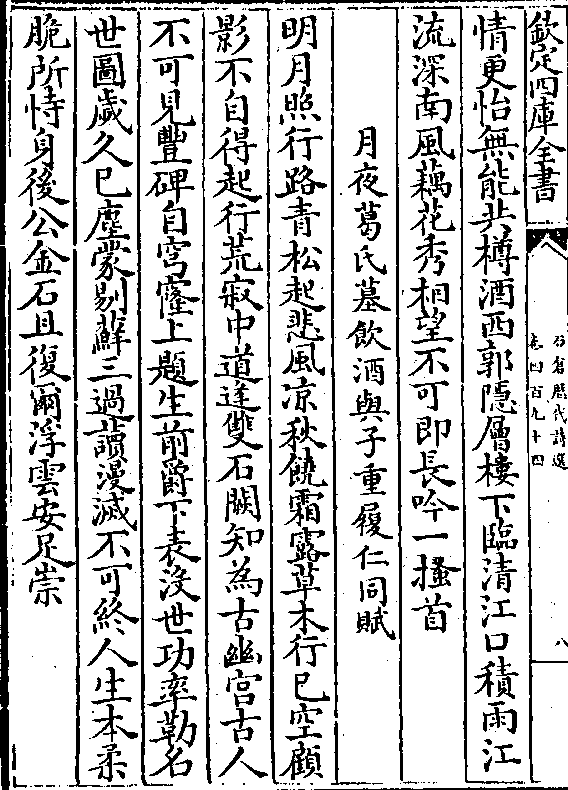 欽定四庫全書
石倉歷代詩選
卷四百九十四
八
情更怡無能共樽酒西郭隱層樓下臨清江口積雨江
流深南風藕花秀相望不可即長吟一搔首
月夜葛氏墓飲酒與子重履仁同賦
明月照行路青松起悲風凉秋饒霜露草木行已空顧
影不自得起行荒寂中道逢雙石闕知為古幽宫古人
不可見豐碑自穹窿上題生前爵下表沒世功率勒名
世圖歲久已塵蒙剔蘚三過讀漫滅不可終人生本柔
脆所恃身後公金石且復爾浮雲安足崇